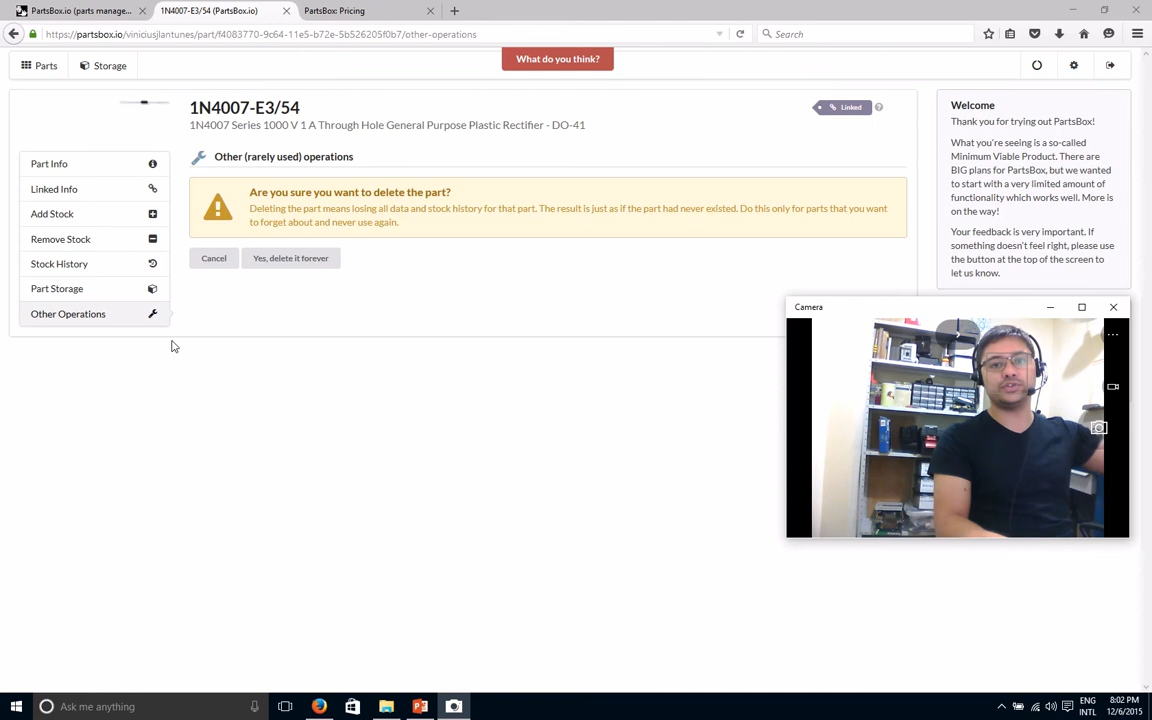 PartsBox.io (parts manage...
1N4007-E3/54 (PartsBox.io)
PartsBox: Pricing
https://partsbox.io/viniciusjlantunes/part/f4083770-9c64-11e5-b72e-5b526205f0b7/other-operations
Search
Parts
Storage
What do you think?
1N4007-E3/54
1N4007 Series 1000 V 1 A Through Hole General Purpose Plastic Rectifier - DO-41
Linked
Part Info
Linked Info
Add Stock
Remove Stock
Stock History
Part Storage
Other Operations
Other (rarely used) operations
Are you sure you want to delete the part?
Deleting the part means losing all data and stock history for that part. The result is just as if the part had never existed. Do this only for parts that you want
to forget about and never use again.
Cancel
Yes, delete it forever
Welcome
Thank you for trying out PartsBox!
What you're seeing is a so-called
Minimum Viable Product. There are
BIG plans for PartsBox, but we wanted
to start with a very limited amount of
functionality which works well. More is
on the way!
Your feedback is very important. If
something doesn't feel right, please use
the button at the top of the screen to
let us know.
Camera
Ask me anything
ENG
INTL
8:02 PM
12/6/2015